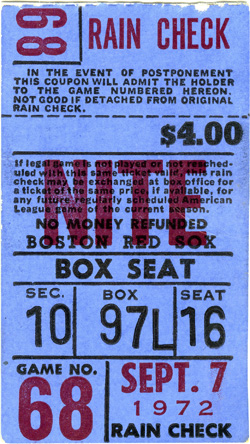 68
RAIN CHECK
IN THE EVENT OF POSTPONEMENT
THIS COUPON WILL ADMIT THE HOLDER
TO THE GAME NUMBERED HEREON.
NOT GOOD IF DETACHED FROM ORIGINAL
RAIN CHECK.
$4.00
If legal game is not played or not resched-
uled with this same ticket valid, this rain
check may be exchanged at box office for
a ticket of the same price, if available, for
any future regularly scheduled American
League game of the current season.
NITE
NO MONEY REFUNDED
BOSTON RED SOX
BOX SEAT
SEC. BOX SEAT
10 97L 16
GAME NO. SEPT. 7
68 1972
RAIN CHECK